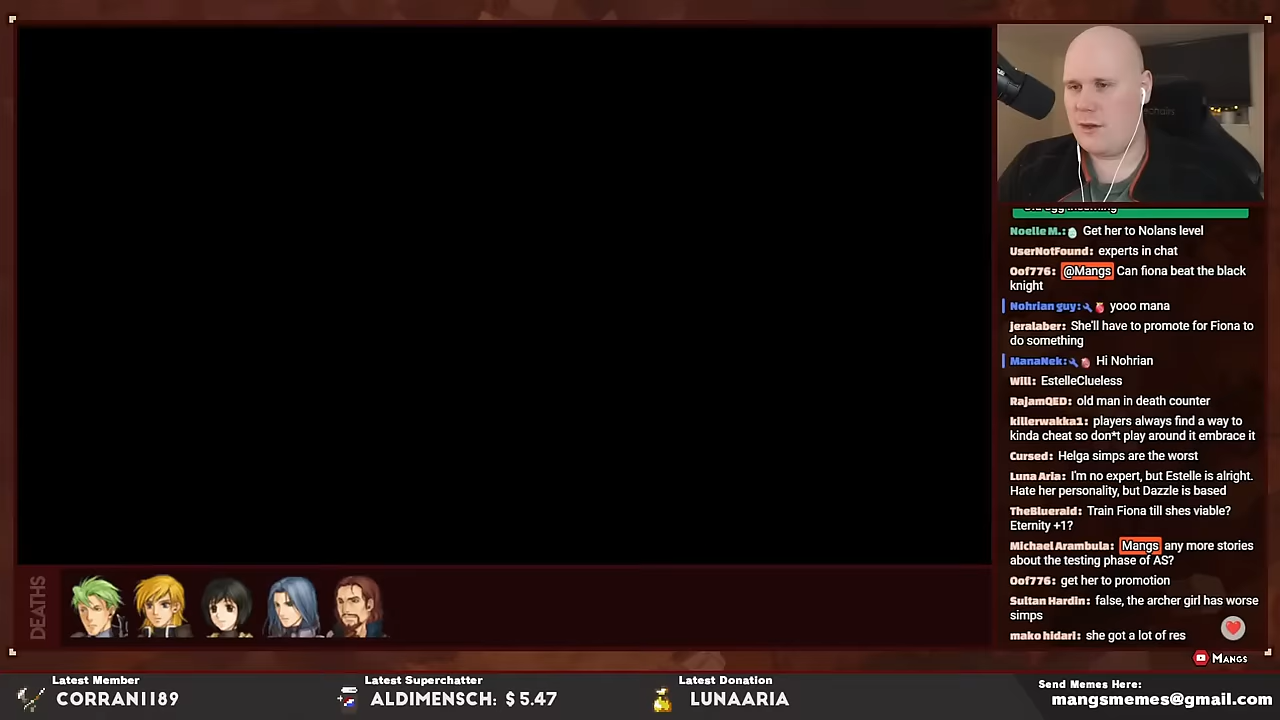 Noelle M.: Get her to Nolans level
UserNotFound: experts in chat
Oof776: @Mangs Can fiona beat the black
knight
Nohrian guy: yooo mana
jeralaber: She'll have to promote for Fiona to
do something
ManaNek: Hi Nohrian
Will: EstelleClueless
RajamQED: old man in death counter
killerwakka1: players always find a way to
kinda cheat so don*t play around it embrace it
Cursed: Helga simps are the worst
Luna Aria: I'm no expert, but Estelle is alright.
Hate her personality, but Dazzle is based
TheBlueraid: Train Fiona till shes viable?
Eternity +1?
Michael Arambula: Mangs any more stories
about the testing phase of AS?
Oof776: get her to promotion
Sultan Hardin: false, the archer girl has worse
simps
mako hidari: she got a lot of res
DEATHS
MANGS
Latest Member
CORRAN1189
Latest Superchatter
ALDIMENSCH: $5.47
Latest Donation
LUNAARIA
Send Memes Here:
mangsmemes@gmail.com